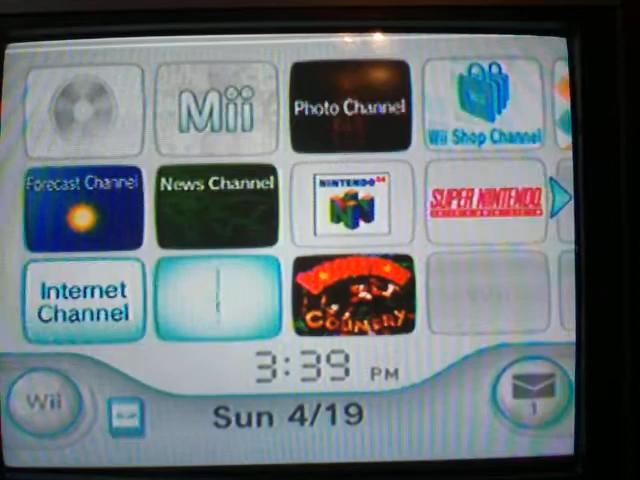 Mii
Photo Channel
Wii Shop Channel
Forecast Channel
News Channel
NINTENDO 64
SUPER NINTENDO
Internet
Channel
COUNTRY
3:39 PM
Wii
Sun 4/19
1